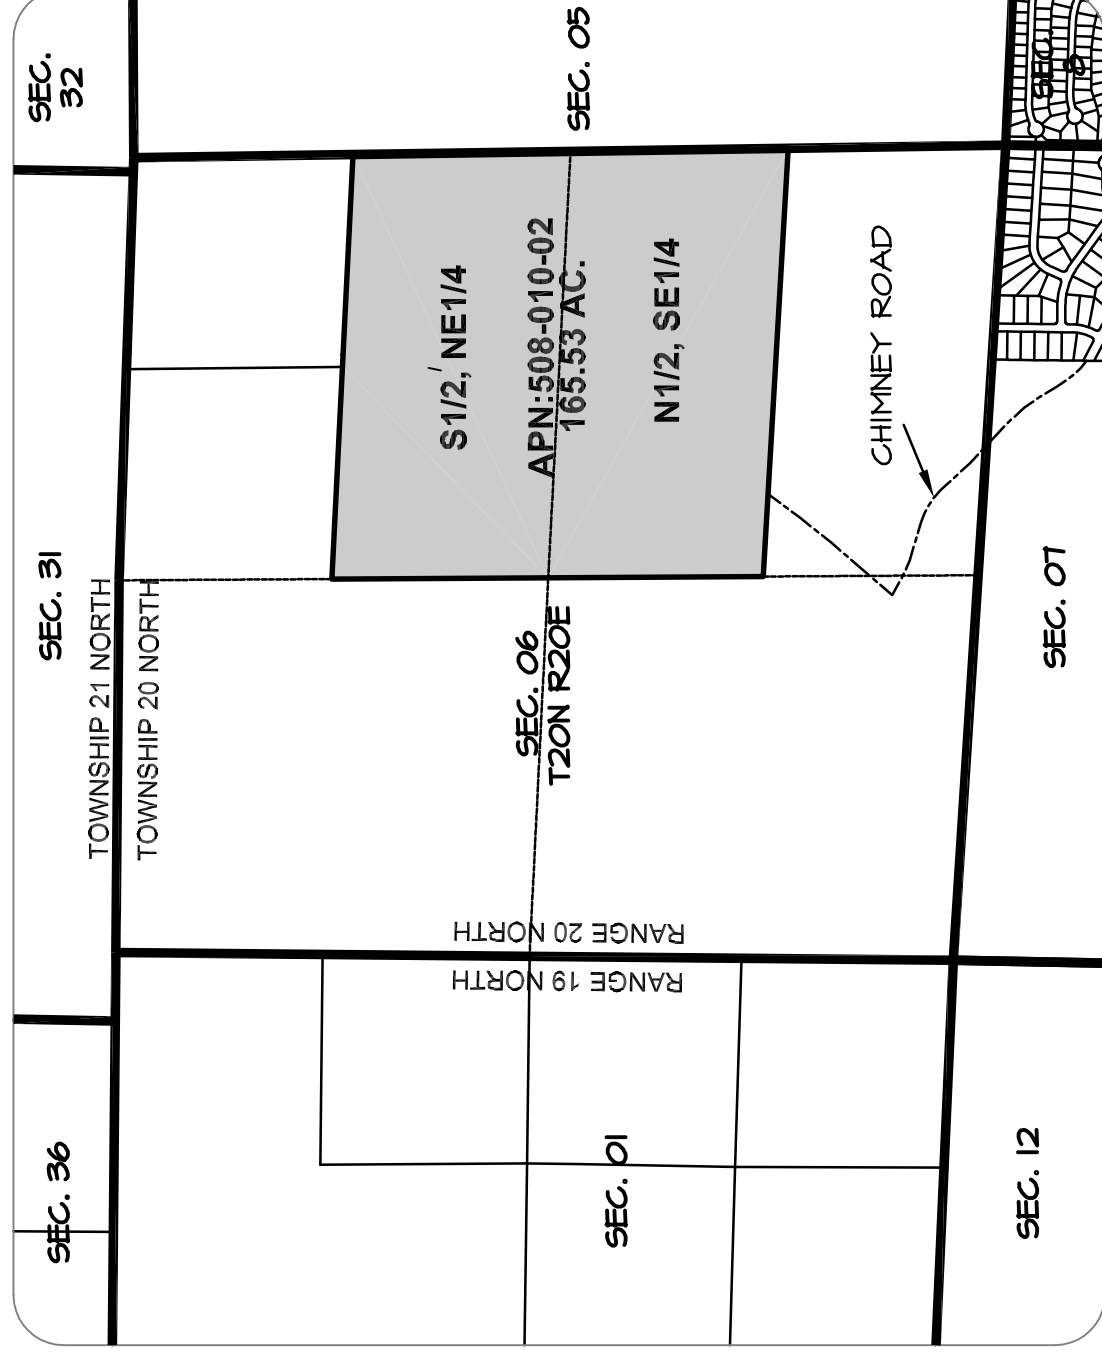 SEC.
32
SEC. 05
SEC.
8
SEC. 31
TOWNSHIP 21 NORTH
TOWNSHIP 20 NORTH
S1/2, NE1/4
APN:508-010-02
165.53 AC.
N1/2, SE1/4
CHIMNEY ROAD
SEC. 06
T20N R20E
SEC. 07
RANGE 20 NORTH
RANGE 19 NORTH
SEC. 36
SEC. 01
SEC. 12